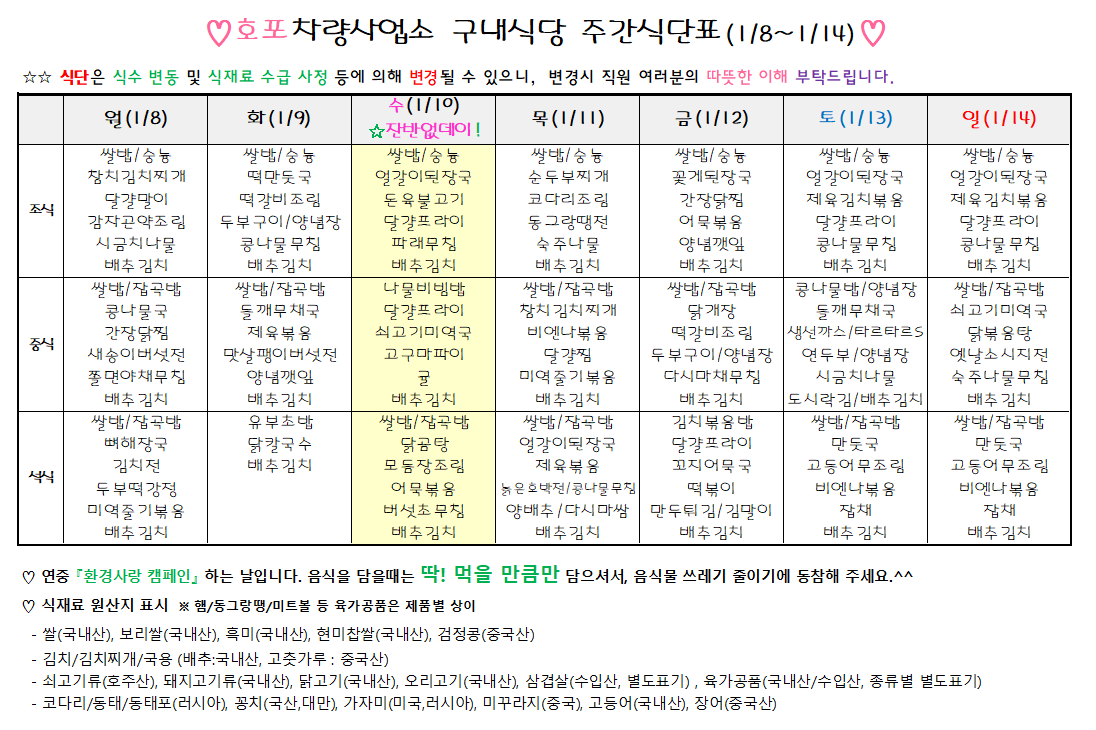 ♡호포차량사업소 구내식당 주간식단표(1/8~1/14)♡
☆☆ 식단은 식수 변동 및 식재료 수급 사정 등에 의해 변경될 수 있으니, 변경시 직원 여러분의 따뜻한 이해 부탁드립니다.
월(1/8) 화(1/9) 수(1/10) ☆잔반없데이! 목(1/11) 금(1/12) 토(1/13) 일(1/14)
조식
쌀밥/숭늉 쌀밥/숭늉 쌀밥/숭늉 쌀밥/숭늉 쌀밥/숭늉 쌀밥/숭늉 쌀밥/숭늉
참치김치찌개 떡만둣국 얼갈이된장국 순두부찌개 꽃게된장국 얼갈이된장국 얼갈이된장국
달걀말이 떡갈비조림 돈육불고기 코다리조림 간장닭찜 제육김치볶음 제육김치볶음
감자곤약조림 두부구이/양념장 달걀프라이 동그랑땡전 어묵볶음 달걀프라이 달걀프라이
시금치나물 콩나물무침 파래무침 숙주나물 양념깻잎 콩나물무침 콩나물무침
배추김치 배추김치 배추김치 배추김치 배추김치 배추김치 배추김치
중식
쌀밥/잡곡밥 쌀밥/잡곡밥 나물비빔밥 쌀밥/잡곡밥 쌀밥/잡곡밥 콩나물밥/양념장 쌀밥/잡곡밥
콩나물국 들깨무채국 달걀프라이 참치김치찌개 닭개장 들깨무채국 쇠고기미역국
간장닭찜 제육볶음 쇠고기미역국 비엔나볶음 떡갈비조림 생선까스/타르타르S 닭볶음탕
새송이버섯전 맛살팽이버섯전 고구마파이 달걀찜 두부구이/양념장 연두부/양념장 옛날소시지전
쫄면야채무침 양념깻잎 귤 미역줄기볶음 다시마채무침 시금치나물 숙주나물무침
배추김치 배추김치 배추김치 배추김치 배추김치 도시락김/배추김치 배추김치
석식
쌀밥/잡곡밥 유부초밥 쌀밥/잡곡밥 쌀밥/잡곡밥 김치볶음밥 쌀밥/잡곡밥 쌀밥/잡곡밥
뼈해장국 닭칼국수 닭곰탕 얼갈이된장국 달걀프라이 만둣국 만둣국
김치전 배추김치 모둠장조림 제육볶음 꼬지어묵국 고등어무조림 고등어무조림
두부떡강정 어묵볶음 늙은호박전/콩나물무침 떡볶이 비엔나볶음 비엔나볶음
미역줄기볶음 버섯초무침 양배추/다시마쌈 만두튀김/김말이 잡채 잡채
배추김치 배추김치 배추김치 배추김치 배추김치 배추김치
♡ 연중 『환경사랑 캠페인』 하는 날입니다. 음식을 담을때는 딱! 먹을 만큼만 담으셔서, 음식물 쓰레기 줄이기에 동참해 주세요.^^
♡ 식재료 원산지 표시 ※ 햄/동그랑땡/미트볼 등 육가공품은 제품별 상이
- 쌀(국내산), 보리쌀(국내산), 흑미(국내산), 현미찹쌀(국내산), 검정콩(중국산)
- 김치/김치찌개/국용 (배추:국내산, 고춧가루 : 중국산)
- 쇠고기류(호주산), 돼지고기류(국내산), 닭고기(국내산), 오리고기(국내산), 삼겹살(수입산, 별도표기) , 육가공품(국내산/수입산, 종류별 별도표기)
- 코다리/동태/동태포(러시아), 꽁치(국산,대만), 가자미(미국,러시아), 미꾸라지(중국), 고등어(국내산), 장어(중국산)